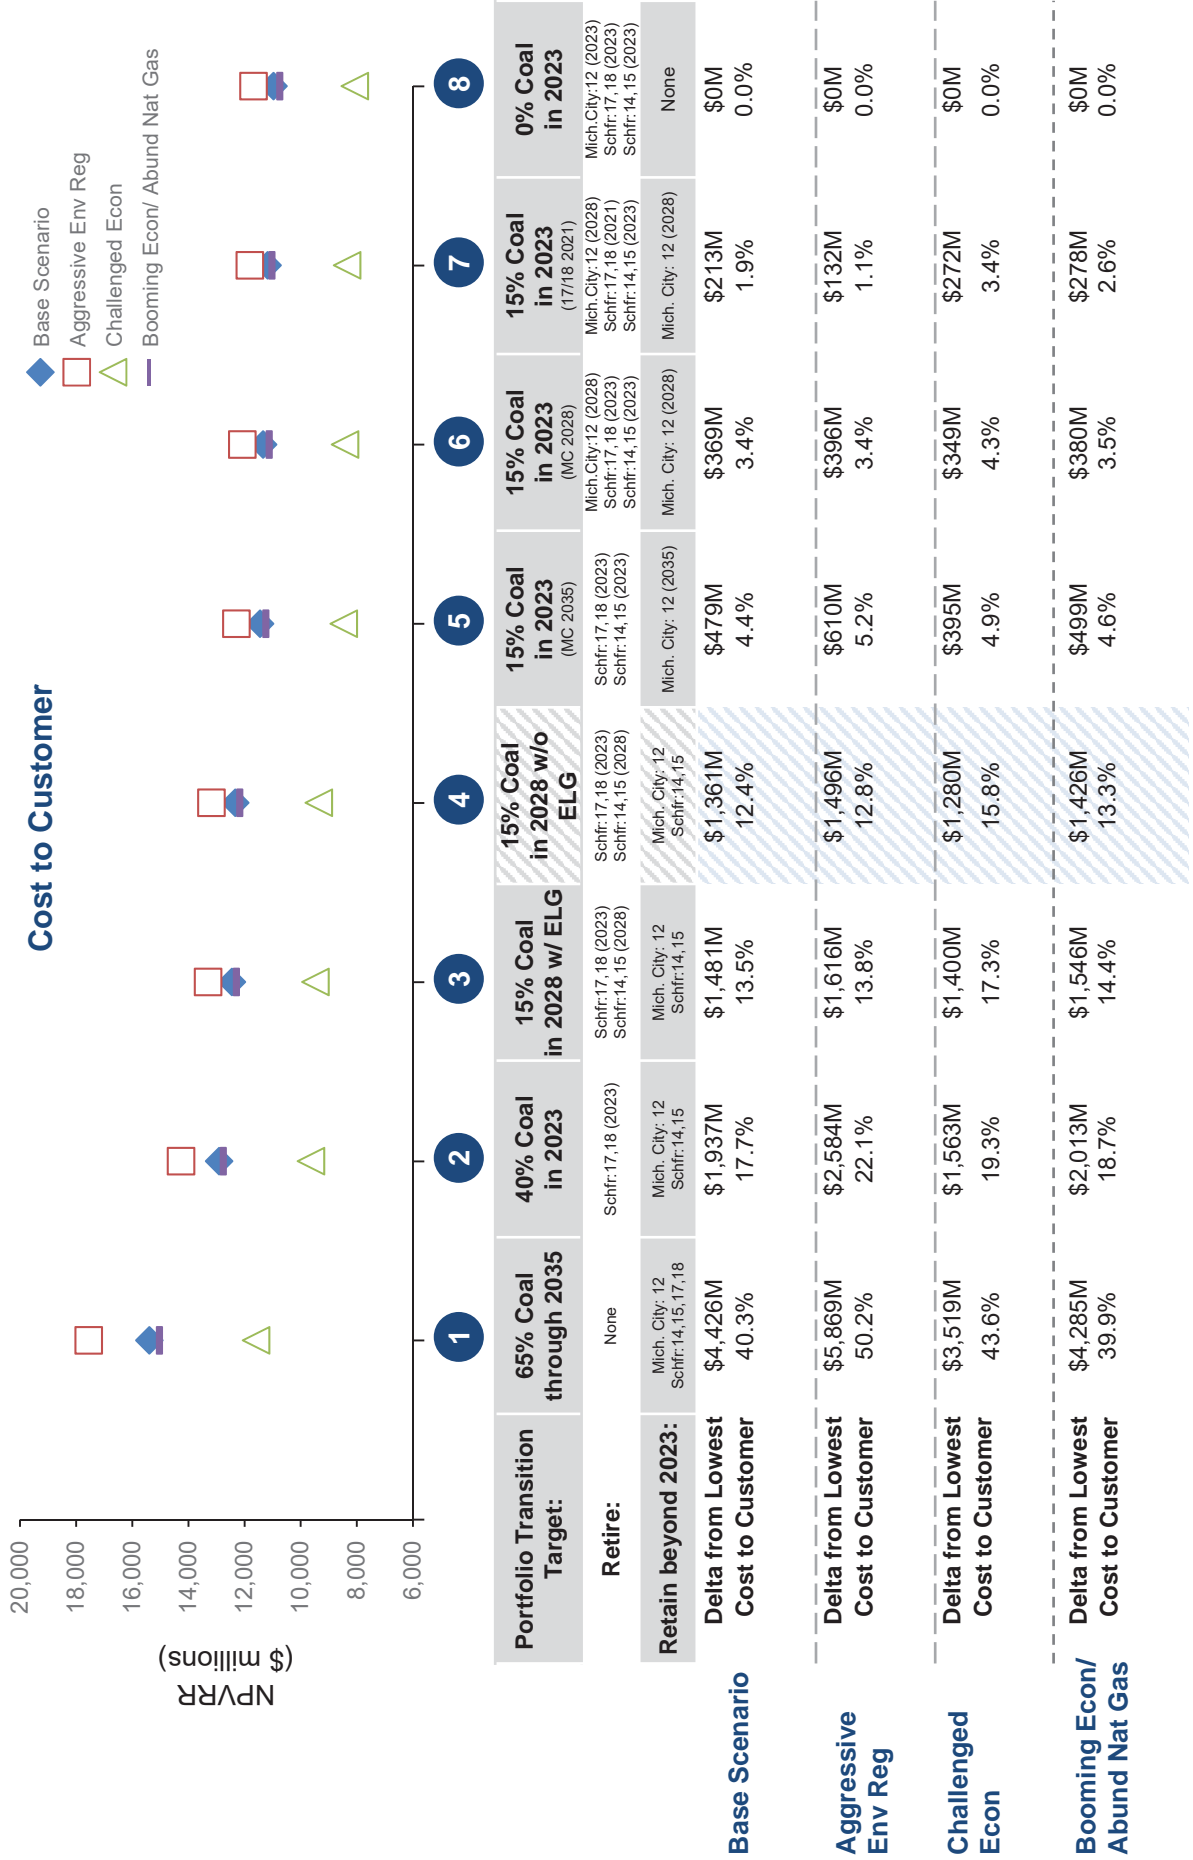 Cost to Customer
Base Scenario
Aggressive Env Reg
Challenged Econ
Booming Econ/ Abund Nat Gas
NPVRR
($ millions)
20,000
18,000
16,000
14,000
12,000
10,000
8,000
6,000
1
2
3
4
5
6
7
8
Portfolio Transition
Target:
65% Coal
through 2035
40% Coal
in 2023
15% Coal
in 2028 w/ ELG
15% Coal
in 2028 w/o
ELG
15% Coal
in 2023
(MC 2035)
15% Coal
in 2023
(MC 2028)
15% Coal
in 2023
(17/18 2021)
0% Coal
in 2023
Retire:
None
Schfr:17,18 (2023)
Schfr:17,18 (2023)
Schfr:14,15 (2028)
Schfr:17,18 (2023)
Schfr:14,15 (2028)
Schfr:17,18 (2023)
Schfr:14,15 (2023)
Mich.City:12 (2028)
Schfr:17,18 (2023)
Schfr:14,15 (2023)
Mich.City:12 (2028)
Schfr:17,18 (2021)
Schfr:14,15 (2023)
Mich.City:12 (2023)
Schfr:17,18 (2023)
Schfr:14,15 (2023)
Retain beyond 2023:
Mich. City: 12
Schfr:14,15,17,18
Mich. City: 12
Schfr:14,15
Mich. City: 12
Schfr:14,15
Mich. City: 12
Schfr:14,15
Mich. City: 12 (2035)
Mich. City: 12 (2028)
Mich. City: 12 (2028)
None
Base Scenario
Delta from Lowest
Cost to Customer
$4,426M
40.3%
$1,937M
17.7%
$1,481M
13.5%
$1,361M
12.4%
$479M
4.4%
$369M
3.4%
$213M
1.9%
$0M
0.0%
Aggressive
Env Reg
Delta from Lowest
Cost to Customer
$5,869M
50.2%
$2,584M
22.1%
$1,616M
13.8%
$1,496M
12.8%
$610M
5.2%
$396M
3.4%
$132M
1.1%
$0M
0.0%
Challenged
Econ
Delta from Lowest
Cost to Customer
$3,519M
43.6%
$1,563M
19.3%
$1,400M
17.3%
$1,280M
15.8%
$395M
4.9%
$349M
4.3%
$272M
3.4%
$0M
0.0%
Booming Econ/
Abund Nat Gas
Delta from Lowest
Cost to Customer
$4,285M
39.9%
$2,013M
18.7%
$1,546M
14.4%
$1,426M
13.3%
$499M
4.6%
$380M
3.5%
$278M
2.6%
$0M
0.0%